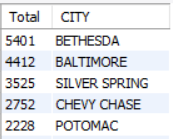 Total CITY
5401 BETHESDA
4412 BALTIMORE
3525 SILVER SPRING
2752 CHEVY CHASE
2228 POTOMAC